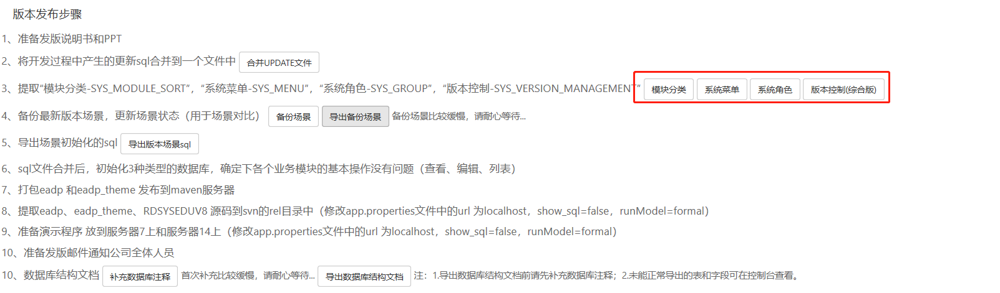 版本发布步骤
1、准备发版说明书和PPT
2、将开发过程中产生的更新sql合并到一个文件中 合并UPDATE文件
3、提取“模块分类-SYS_MODULE_SORT”，“系统菜单-SYS_MENU”，“系统角色-SYS_GROUP”，“版本控制-SYS_VERSION_MANAGEMENT” 模块分类 系统菜单 系统角色 版本控制(综合版)
4、备份最新版本场景，更新场景状态（用于场景对比） 备份场景 导出备份场景 备份场景比较缓慢，请耐心等待...
5、导出场景初始化的sql 导出版本场景sql
6、sql文件合并后，初始化3种类型的数据库，确定下各个业务模块的基本操作没有问题（查看、编辑、列表）
7、打包eadp 和eadp_theme 发布到maven服务器
8、提取eadp、eadp_theme、RDSYSEDUV8 源码到svn的rel目录中（修改app.properties文件中的url 为localhost，show_sql=false，runModel=formal）
9、准备演示程序 放到服务器7上和服务器14上（修改app.properties文件中的url 为localhost，show_sql=false，runModel=formal）
10、准备发版邮件通知公司全体人员
10、数据库结构文档 补充数据库注释 首次补充比较缓慢，请耐心等待... 导出数据库结构文档 注：1.导出数据库结构文档前请先补充数据库注释；2.未能正常导出的表和字段可在控制台查看。